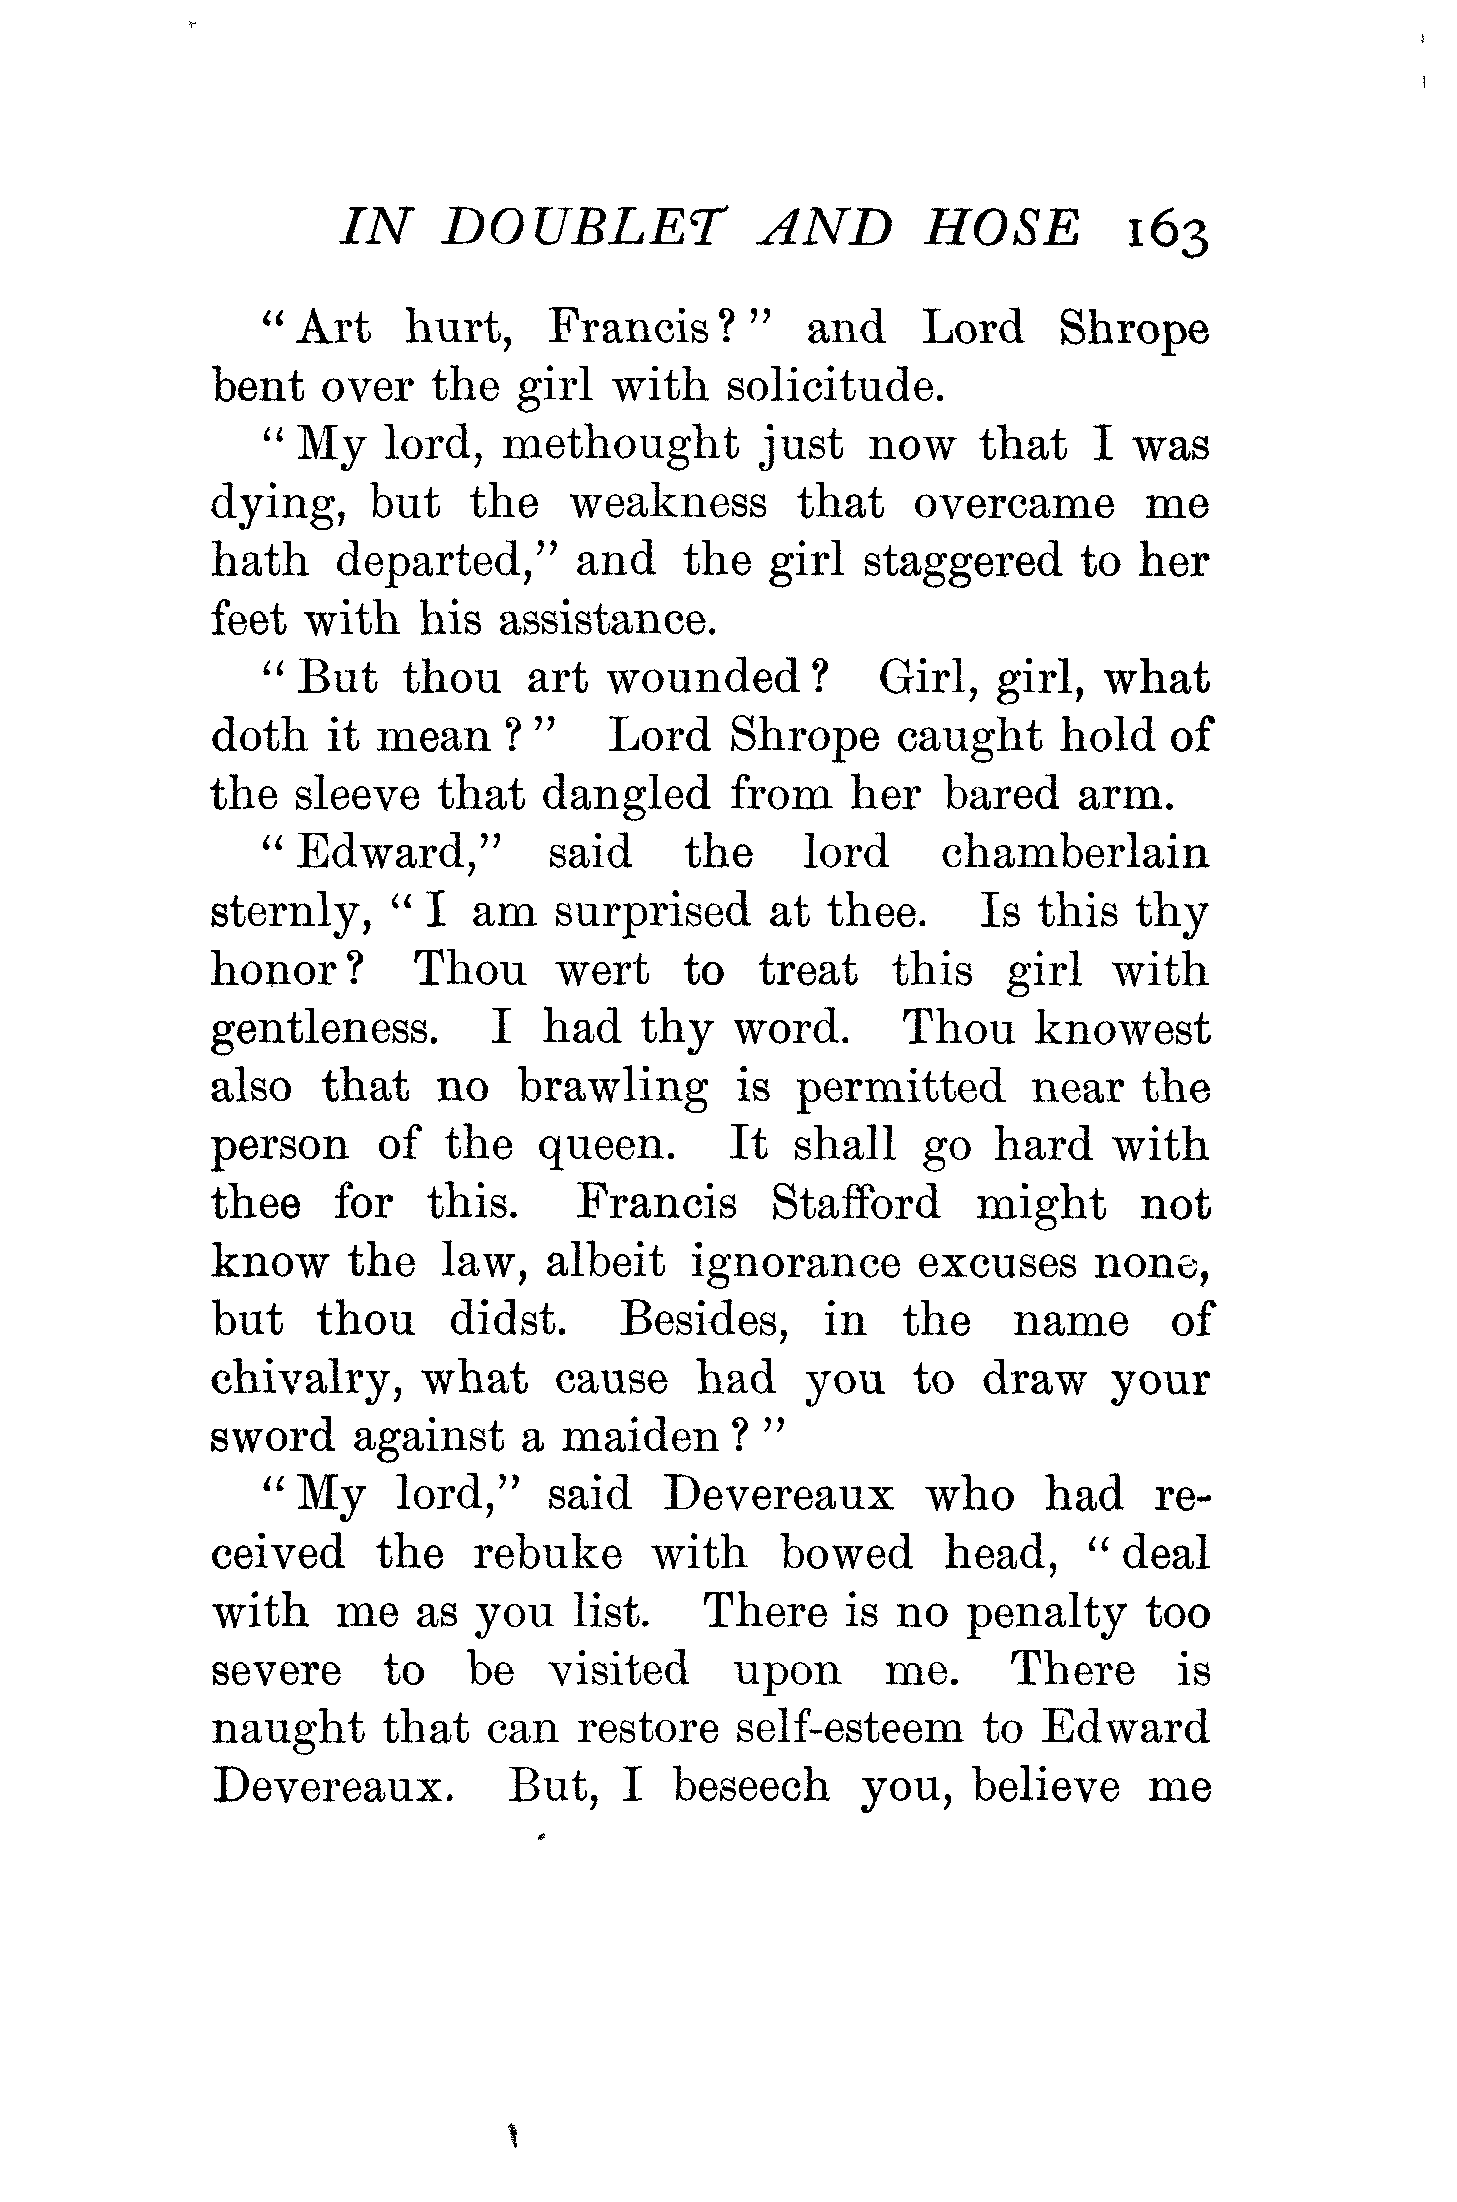 IN DOUBLET AND HOSE 163
“Art hurt, Francis?” and Lord Shrope
bent over the girl with solicitude.
“My lord, methought just now that I was
dying, but the weakness that overcame me
hath departed,” and the girl staggered to her
feet with his assistance.
“But thou art wounded? Girl, girl, what
doth it mean?” Lord Shrope caught hold of
the sleeve that dangled from her bared arm.
“Edward,” said the lord chamberlain
sternly, “I am surprised at thee. Is this thy
honor? Thou wert to treat this girl with
gentleness. I had thy word. Thou knowest
also that no brawling is permitted near the
person of the queen. It shall go hard with
thee for this. Francis Stafford might not
know the law, albeit ignorance excuses none,
but thou didst. Besides, in the name of
chivalry, what cause had you to draw your
sword against a maiden?”
“My lord,” said Devereaux who had re-
ceived the rebuke with bowed head, “deal
with me as you list. There is no penalty too
severe to be visited upon me. There is
naught that can restore self-esteem to Edward
Devereaux. But, I beseech you, believe me